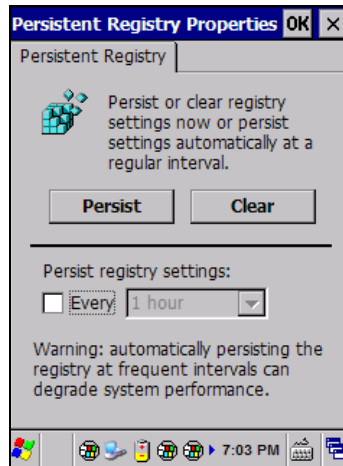 Persistent Registry Properties OK ×
Persistent Registry
Persist or clear registry
settings now or persist
settings automatically at a
regular interval.
Persist Clear
Persist registry settings:
Every 1 hour
Warning: automatically persisting the
registry at frequent intervals can
degrade system performance.
7:03 PM